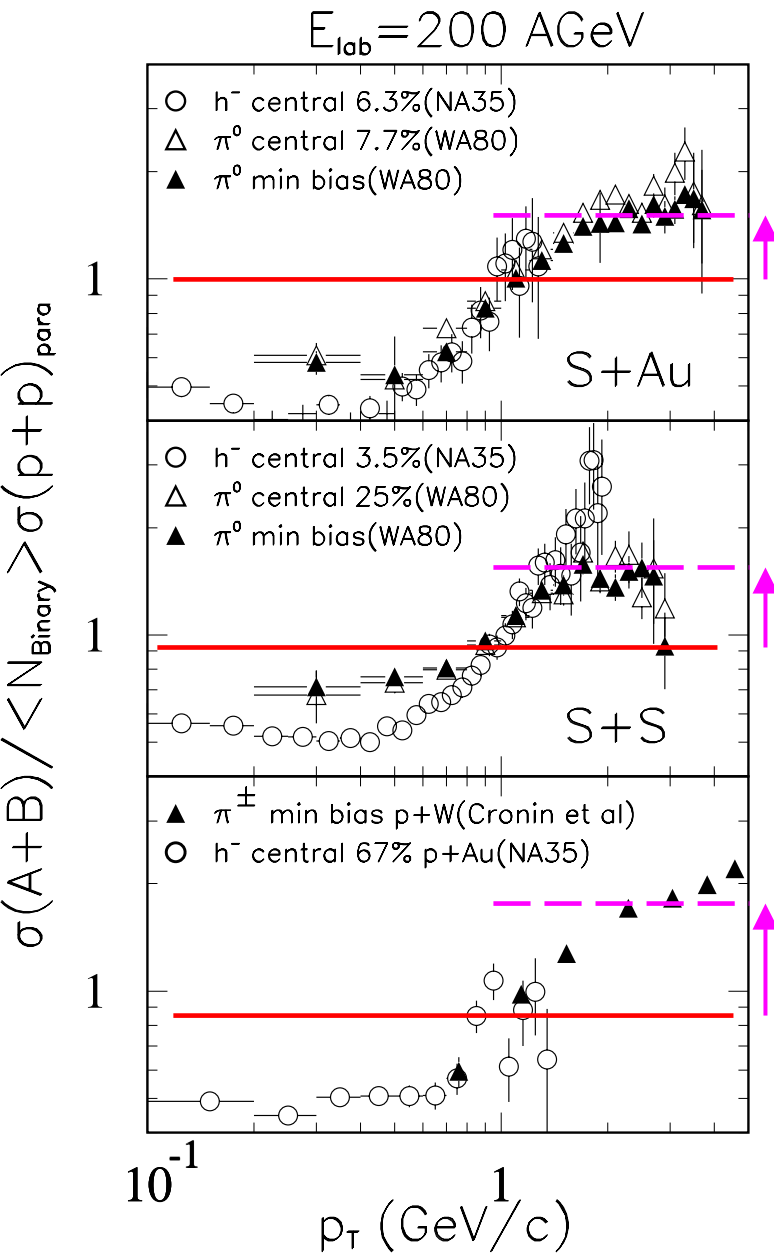 E_lab=200 AGeV
h⁻ central 6.3%(NA35)
π⁰ central 7.7%(WA80)
π⁰ min bias(WA80)
1
S+Au
h⁻ central 3.5%(NA35)
π⁰ central 25%(WA80)
π⁰ min bias(WA80)
1
S+S
π± min bias p+W(Cronin et al)
h⁻ central 67% p+Au(NA35)
1
σ(A+B)/<N_Binary>σ(p+p)_para
10⁻¹ 1
p_T (GeV/c)